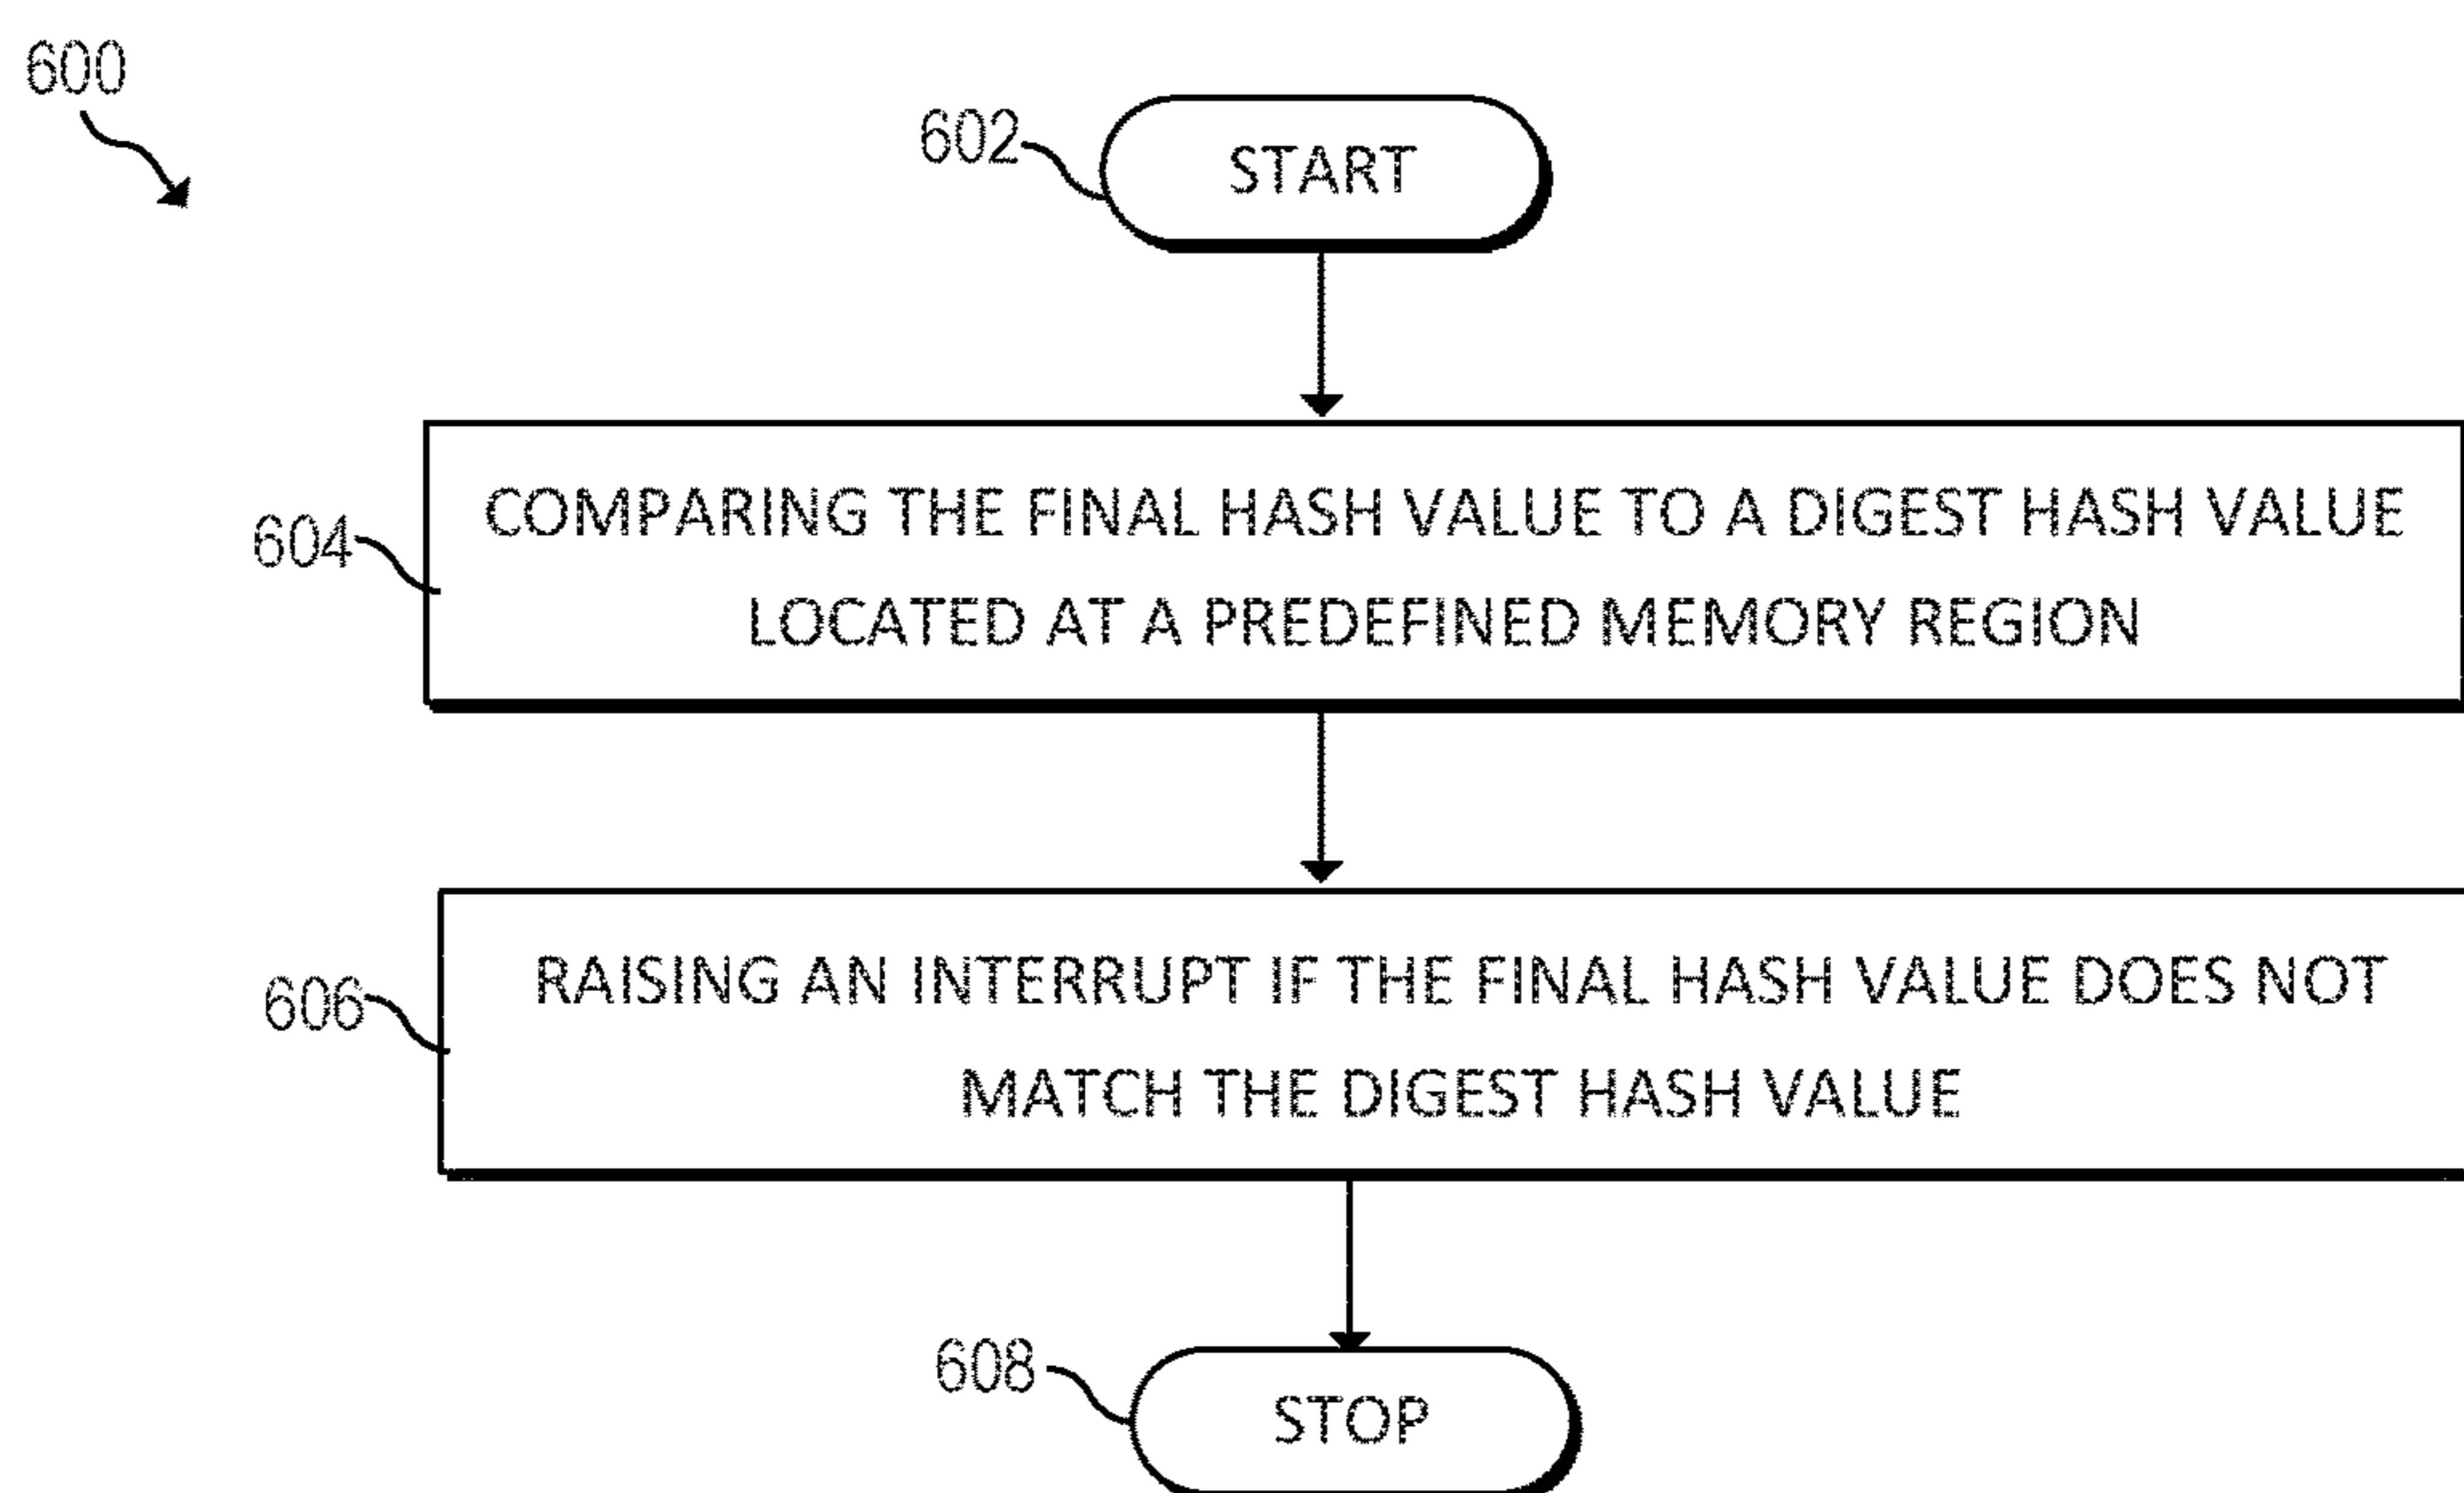 600
602
START
604
COMPARING THE FINAL HASH VALUE TO A DIGEST HASH VALUE
LOCATED AT A PREDEFINED MEMORY REGION
606
RAISING AN INTERRUPT IF THE FINAL HASH VALUE DOES NOT
MATCH THE DIGEST HASH VALUE
608
STOP